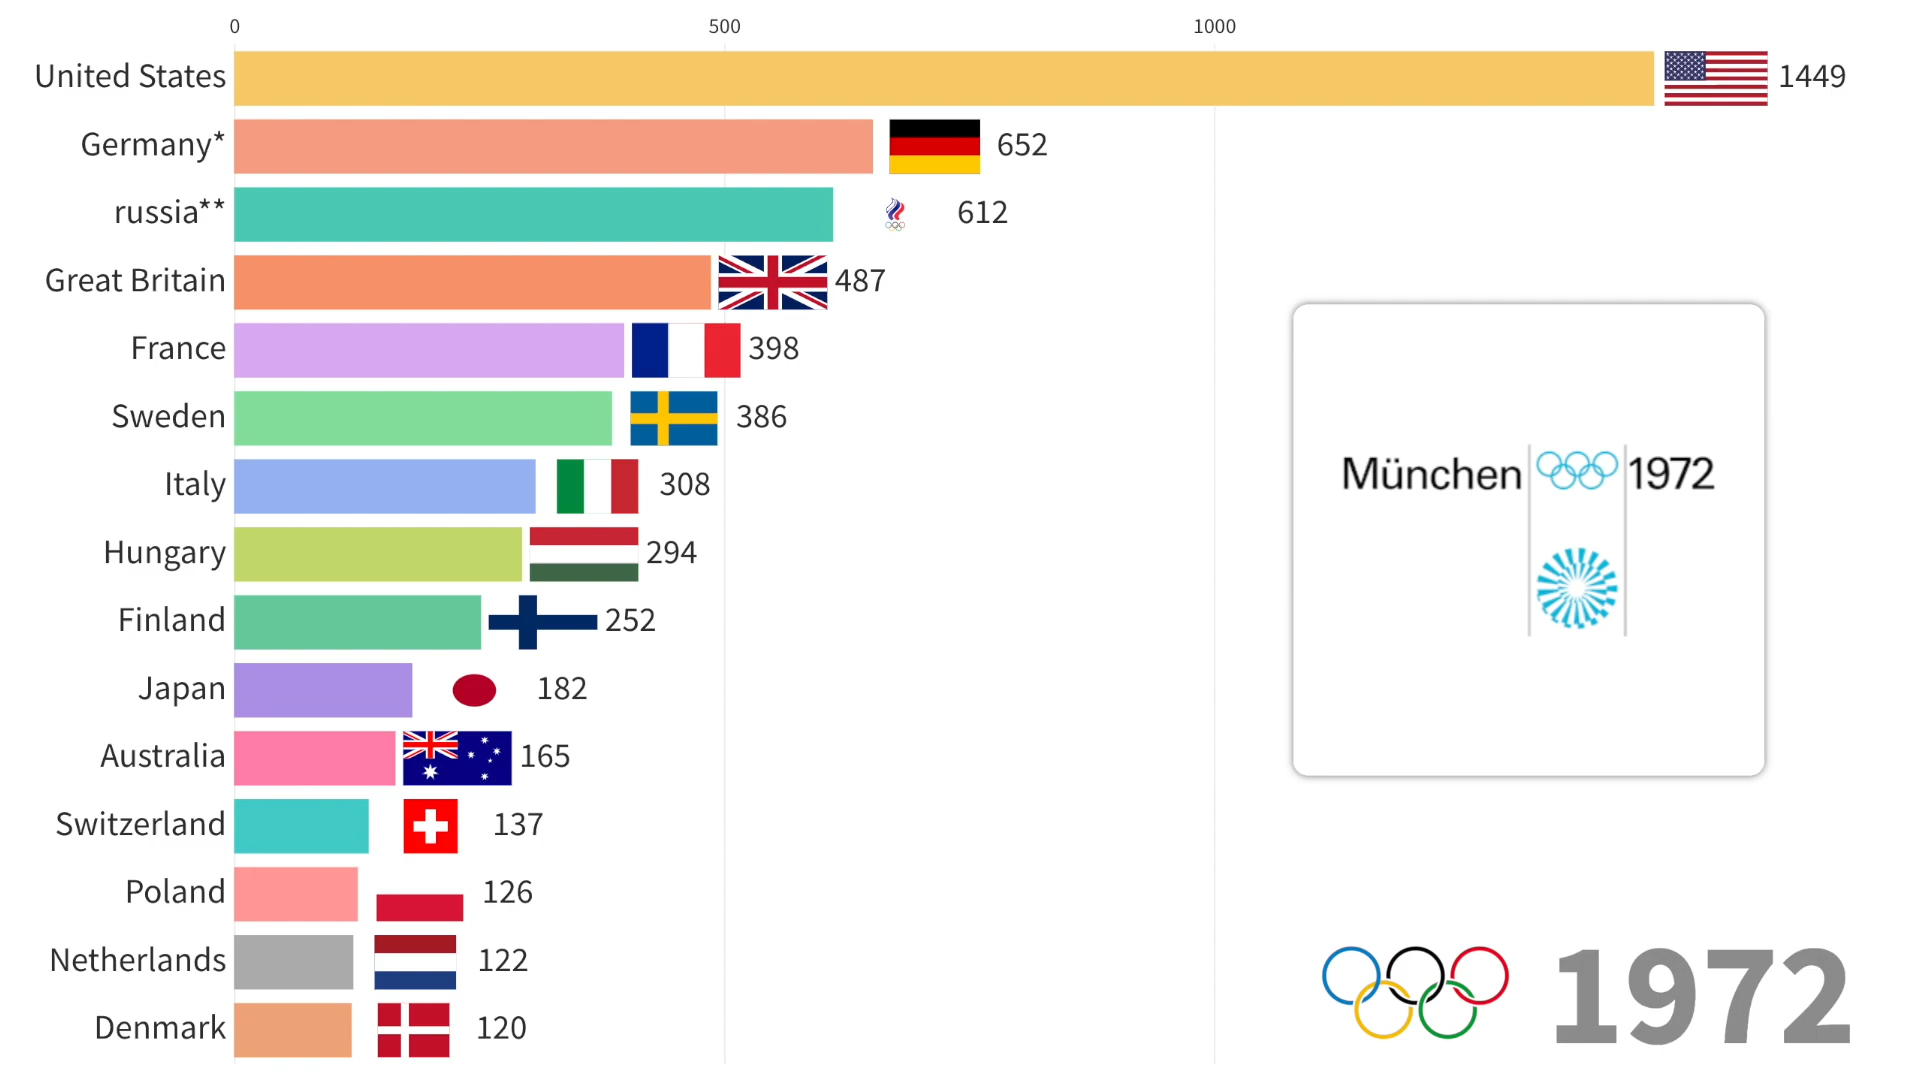 0 500 1000
United States 1449
Germany* 652
russia** 612
Great Britain 487
France 398
Sweden 386
Italy 308
Hungary 294
Finland 252
Japan 182
Australia 165
Switzerland 137
Poland 126
Netherlands 122
Denmark 120
München 1972
1972